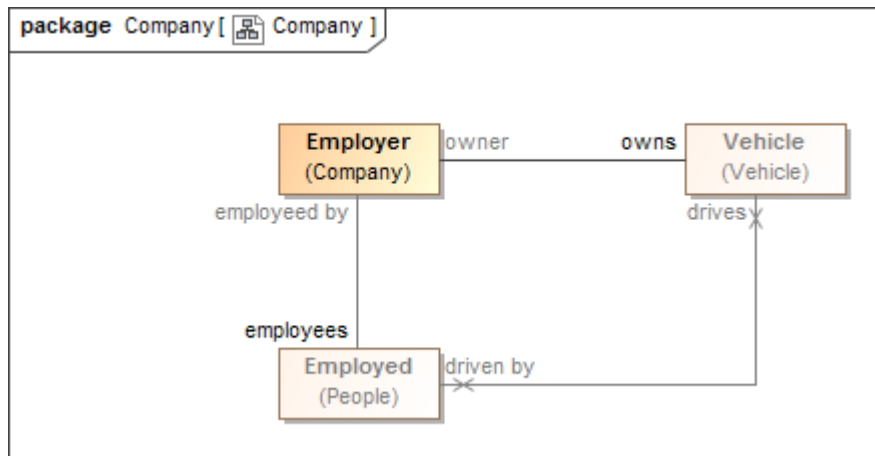 package Company [ Company ]
Employer
(Company)
owner
owns
Vehicle
(Vehicle)
employeed by
drives
employees
Employed
(People)
driven by